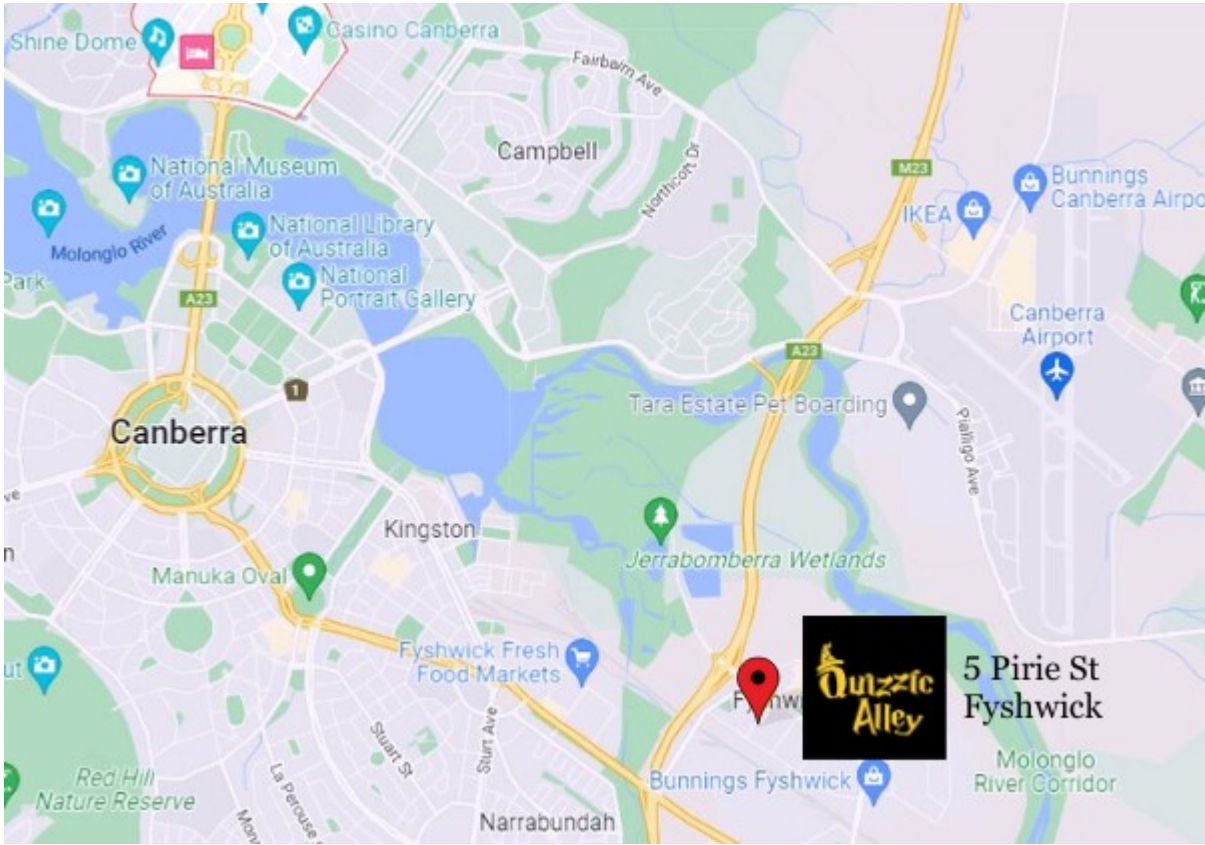 Shine Dome
Casino Canberra
Fairbairn Ave
Campbell
National Museum
of Australia
Northcott Dr
M23
Bunnings
Canberra Airpo
IKEA
National Library
of Australia
Molonglo River
Park
National
Portrait Gallery
A23
Canberra
Airport
A23
1
Tara Estate Pet Boarding
Canberra
Pialligo Ave
ve
Kingston
n
Jerrabomberra Wetlands
Manuka Oval
Fyshwick Fresh
Food Markets
ut
Quizzic
Alley
5 Pirie St
Fyshwick
Sturt Ave
Stuart St
Bunnings Fyshwick
Molonglo
River Corridor
Red Hill
Nature Reserve
La Perouse
Narrabundah